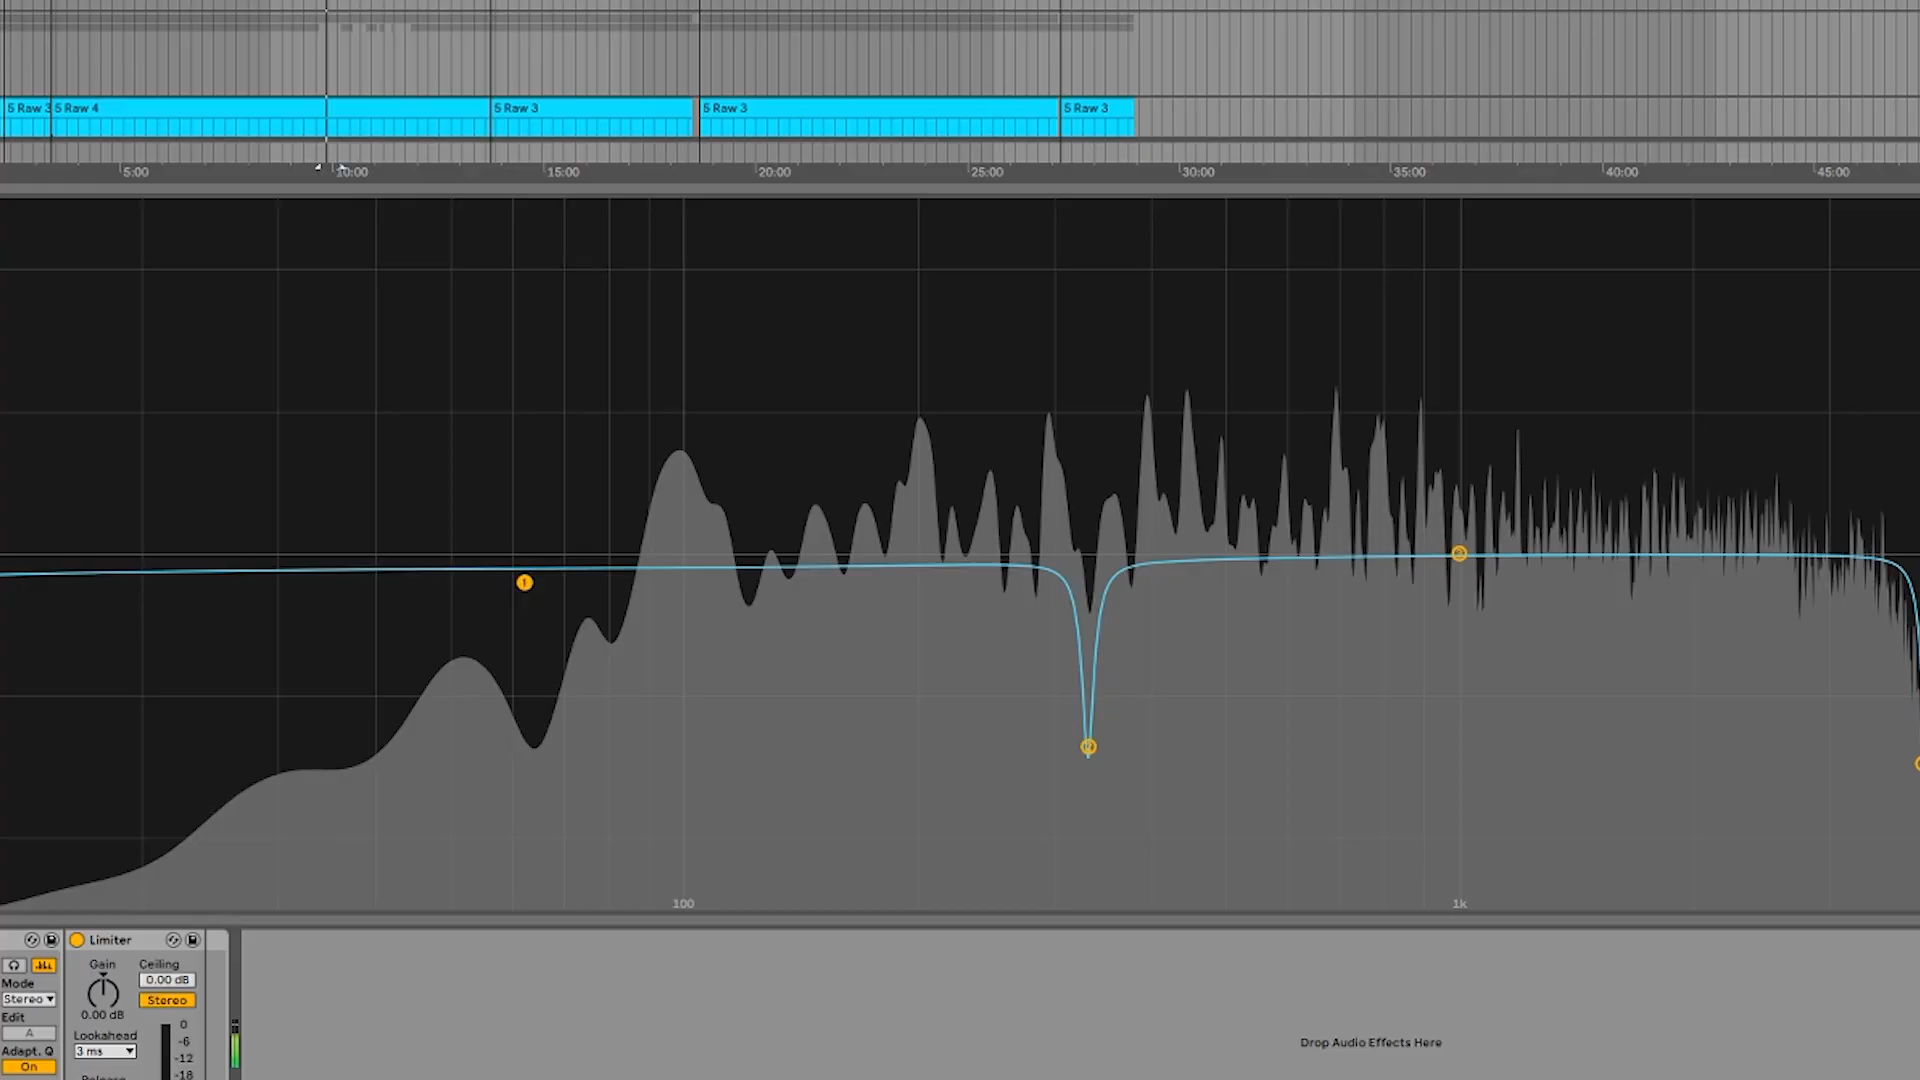 5 Raw 3 5 Raw 4 5 Raw 3 5 Raw 3 5 Raw 3
5:00 10:00 15:00 20:00 25:00 30:00 35:00 40:00 45:00
1
100 1k
Limiter
Gain Ceiling
0.00 dB
Mode
Stereo Stereo
0.00 dB
Edit
A
Lookahead
3 ms
Adapt. Q
On
0
-6
-12
-18
Drop Audio Effects Here